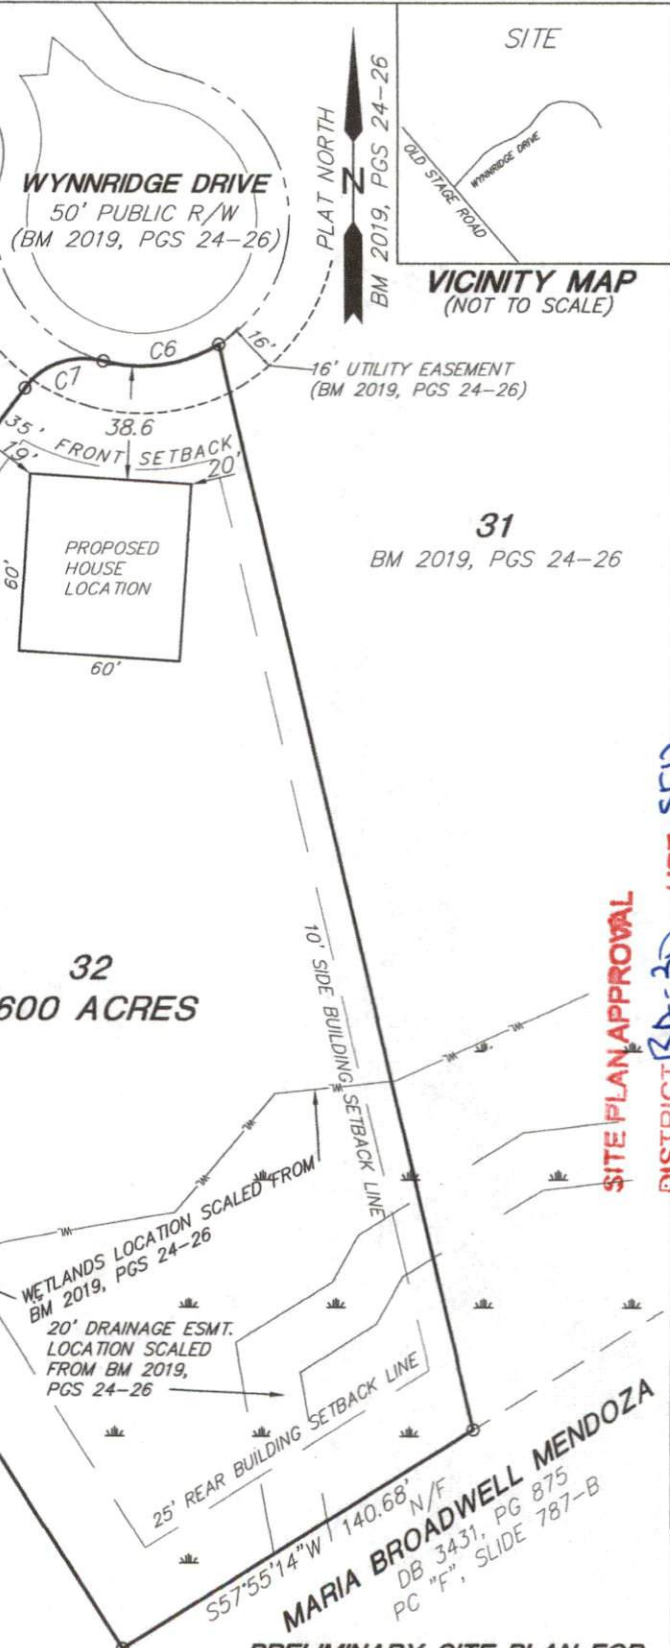 SITE
OLD STAGE ROAD
WYNNRIDGE DRIVE
VICINITY MAP
(NOT TO SCALE)
PLAT NORTH
N
BM 2019, PGS 24-26
WYNNRIDGE DRIVE
50' PUBLIC R/W
(BM 2019, PGS 24-26)
C6
C7
16'
16' UTILITY EASEMENT
(BM 2019, PGS 24-26)
38.6
35' FRONT SETBACK
19'
20'
PROPOSED
HOUSE
LOCATION
60'
60'
31
BM 2019, PGS 24-26
32
600 ACRES
10' SIDE BUILDING SETBACK LINE
SITE PLAN APPROVAL
DISTRICT
WETLANDS LOCATION SCALED FROM
BM 2019, PGS 24-26
20' DRAINAGE ESMT.
LOCATION SCALED
FROM BM 2019,
PGS 24-26
25' REAR BUILDING SETBACK LINE
S57°55'14"W 140.68'
N/F
MARIA BROADWELL MENDOZA
DB 3431, PG 875
PC "F", SLIDE 787-B
PRELIMINARY SITE PLAN FOR